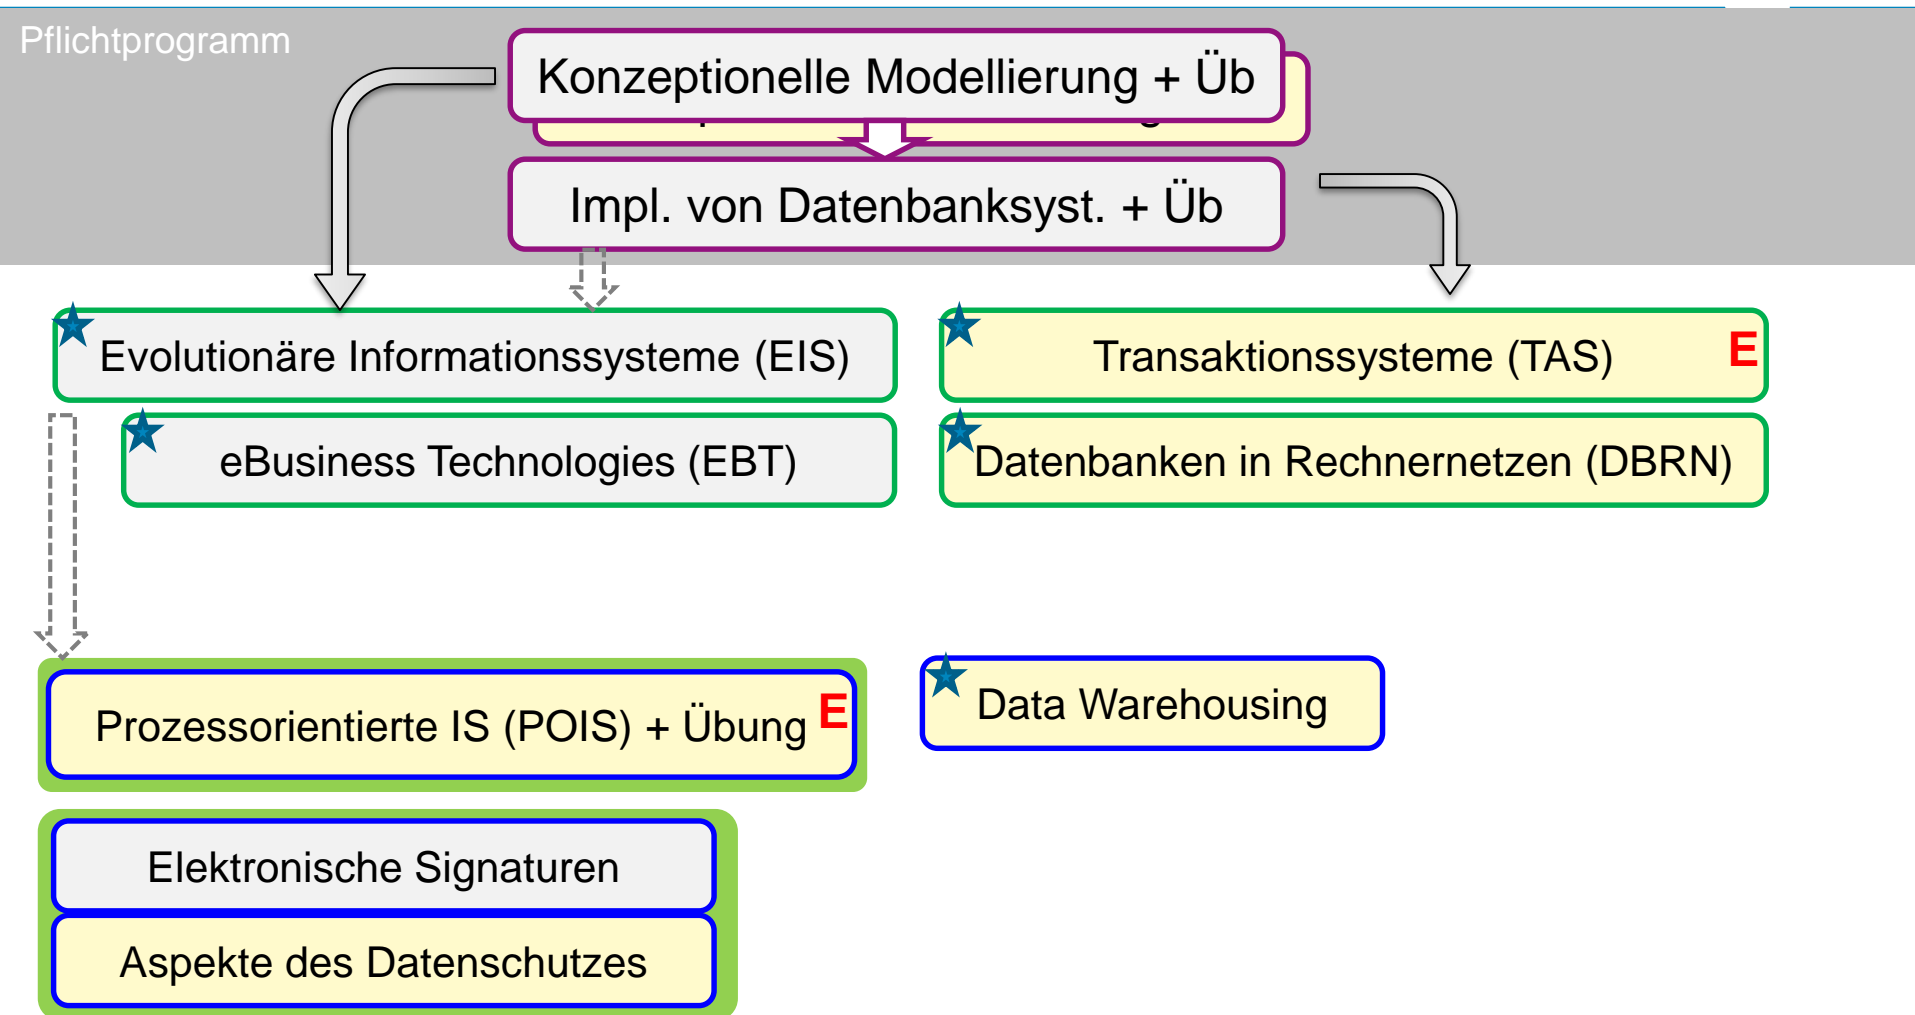 Pflichtprogramm
Konzeptionelle Modellierung + Üb
Impl. von Datenbanksyst. + Üb
Evolutionäre Informationssysteme (EIS)
Transaktionssysteme (TAS) E
eBusiness Technologies (EBT)
Datenbanken in Rechnernetzen (DBRN)
Prozessorientierte IS (POIS) + Übung E
Data Warehousing
Elektronische Signaturen
Aspekte des Datenschutzes